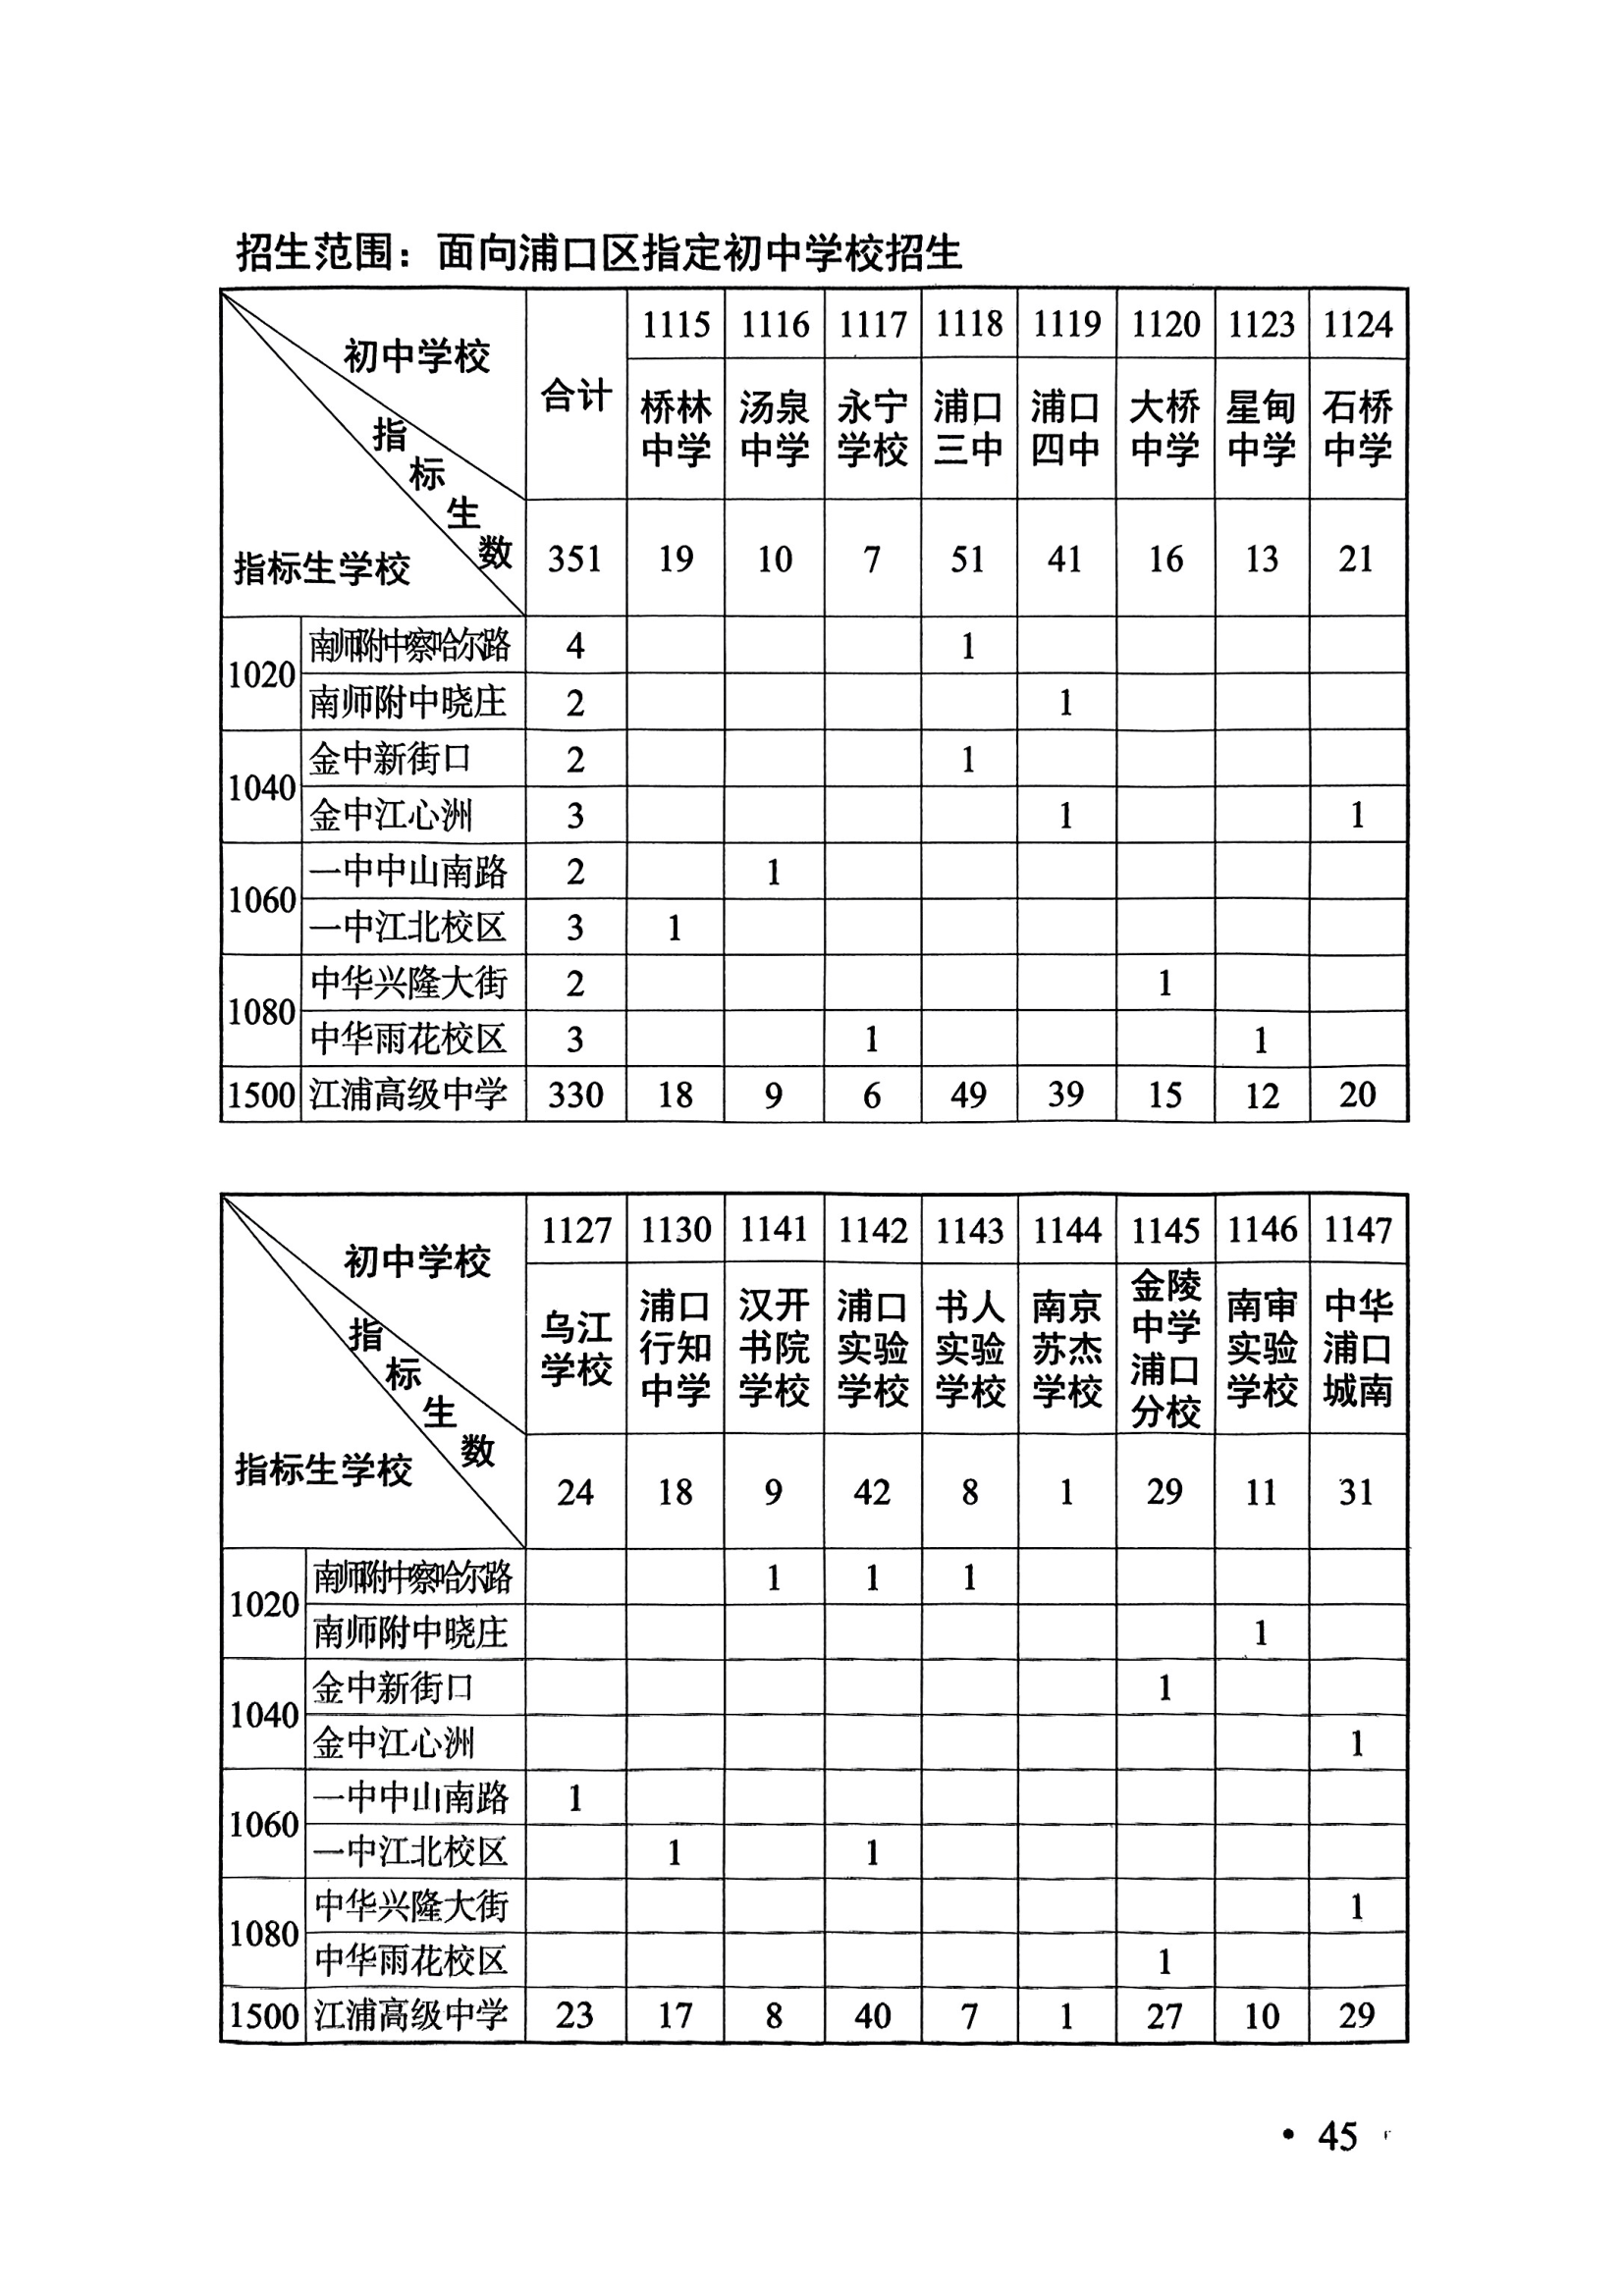 招生范围：面向浦口区指定初中学校招生
初中学校 指标生数 指标生学校 合计 1115 1116 1117 1118 1119 1120 1123 1124
桥林中学 汤泉中学 永宁学校 浦口三中 浦口四中 大桥中学 星甸中学 石桥中学
351 19 10 7 51 41 16 13 21
1020 南师附中察哈尔路 4 1
南师附中晓庄 2 1
1040 金中新街口 2 1
金中江心洲 3 1 1
1060 一中中山南路 2 1
一中江北校区 3 1
1080 中华兴隆大街 2 1
中华雨花校区 3 1 1
1500 江浦高级中学 330 18 9 6 49 39 15 12 20
初中学校 指标生数 指标生学校 1127 1130 1141 1142 1143 1144 1145 1146 1147
乌江学校 浦口行知中学 汉开书院学校 浦口实验学校 书人实验学校 南京苏杰学校 金陵中学浦口分校 南审实验学校 中华浦口城南
24 18 9 42 8 1 29 11 31
1020 南师附中察哈尔路 1 1 1
南师附中晓庄 1
1040 金中新街口 1
金中江心洲 1
1060 一中中山南路 1
一中江北校区 1 1
1080 中华兴隆大街 1
中华雨花校区 1
1500 江浦高级中学 23 17 8 40 7 1 27 10 29
• 45